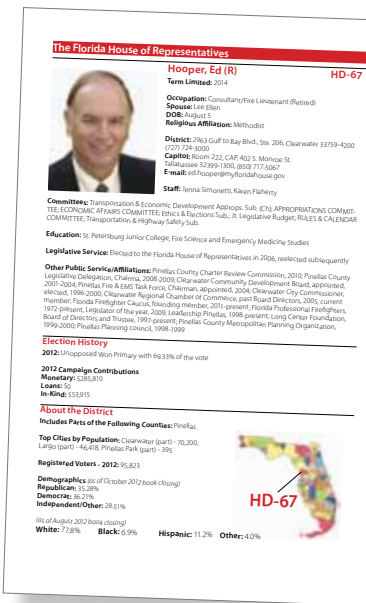 The Florida House of Representatives
Hooper, Ed (R)
HD-67
Term Limited: 2014
Occupation: Consultant/Fire Lieutenant (Retired)
Spouse: Lee Ellen
DOB: August 5
Religious Affiliation: Methodist
District: 2963 Gulf to Bay Blvd., Ste. 206, Clearwater 33759-4200
(727) 724-3000
Capitol: Room 222, CAP, 402 S. Monroe St.
Tallahassee 32399-1300, (850) 717-5067
E-mail: ed.hooper@myfloridahouse.gov
Staff: Jenna Simonetti, Karen Flaherty
Committees: Transportation & Economic Development Approps. Sub. (Ch); APPROPRIATIONS COMMIT-
TEE; ECONOMIC AFFAIRS COMMITTEE; Ethics & Elections Sub.; Jt. Legislative Budget; RULES & CALENDAR
COMMITTEE; Transportation & Highway Safety Sub.
Education: St. Petersburg Junior College, Fire Science and Emergency Medicine Studies
Legislative Service: Elected to the Florida House of Representatives in 2006, reelected subsequently
Other Public Service/Affiliations: Pinellas County Charter Review Commission, 2010; Pinellas County
Legislative Delegation, Chairma, 2008-2009; Clearwater Community Development Board, appointed,
2001-2004; Pinellas Fire & EMS Task Force, Chairman, appointed, 2004; Clearwater City Commissioner,
elected, 1996-2000; Clearwater Regional Chamber of Commerce, past Board Directors, 2005, current
member; Florida Firefighter Caucus, founding member, 2011-present; Florida Professional Firefighters,
1972-present, Legislator of the year, 2009; Leadership Pinellas, 1998-present; Long Center Foundation,
Board of Directors and Trustee, 1997-present; Pinellas County Metropolitan Planning Organization,
1999-2000; Pinellas Planning council, 1998-1999
Election History
2012: Unopposed Won Primary with 69.33% of the vote
2012 Campaign Contributions
Monetary: $285,810
Loans: $0
In-Kind: $53,915
About the District
Includes Parts of the Following Counties: Pinellas
Top Cities by Population: Clearwater (part) - 70,200,
Largo (part) - 46,418, Pinellas Park (part) - 395
Registered Voters - 2012: 95,823
Demographics (as of October 2012 book closing)
Republican: 35.28%
Democrat: 36.21%
Independent/Other: 28.51%
(as of August 2012 book closing)
White: 77.8% Black: 6.9% Hispanic: 11.2% Other: 4.0%
HD-67